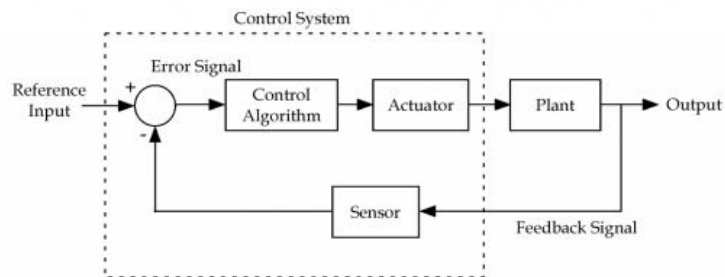 Control System
Error Signal
+
Reference
Input
-
Control
Algorithm
Actuator
Plant
Output
Sensor
Feedback Signal